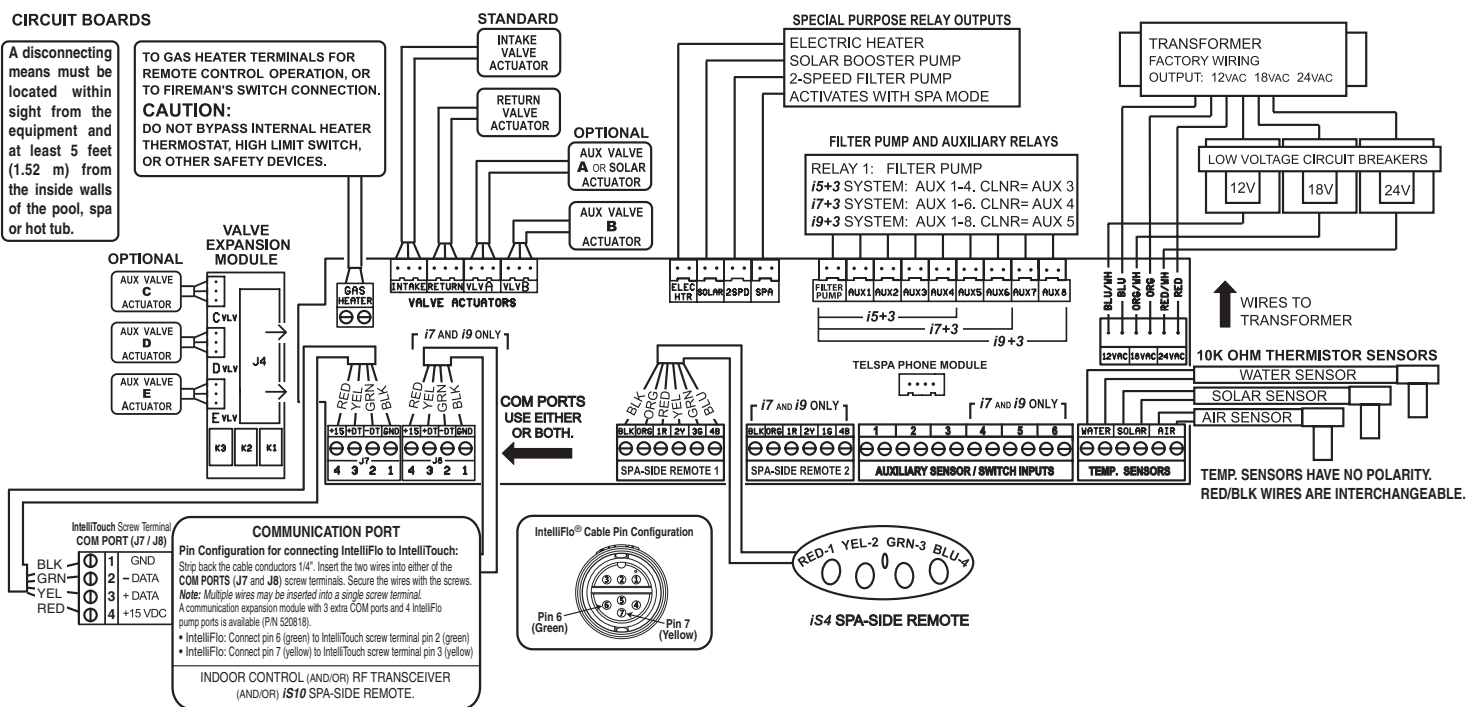 CIRCUIT BOARDS
A disconnecting
means must be
located within
sight from the
equipment and
at least 5 feet
(1.52 m) from
the inside walls
of the pool, spa
or hot tub.
TO GAS HEATER TERMINALS FOR
REMOTE CONTROL OPERATION, OR
TO FIREMAN'S SWITCH CONNECTION.
CAUTION:
DO NOT BYPASS INTERNAL HEATER
THERMOSTAT, HIGH LIMIT SWITCH,
OR OTHER SAFETY DEVICES.
STANDARD
INTAKE
VALVE
ACTUATOR
RETURN
VALVE
ACTUATOR
OPTIONAL
AUX VALVE
A OR SOLAR
ACTUATOR
AUX VALVE
B
ACTUATOR
SPECIAL PURPOSE RELAY OUTPUTS
ELECTRIC HEATER
SOLAR BOOSTER PUMP
2-SPEED FILTER PUMP
ACTIVATES WITH SPA MODE
FILTER PUMP AND AUXILIARY RELAYS
RELAY 1: FILTER PUMP
i5+3 SYSTEM: AUX 1-4. CLNR= AUX 3
i7+3 SYSTEM: AUX 1-6. CLNR= AUX 4
i9+3 SYSTEM: AUX 1-8. CLNR= AUX 5
TRANSFORMER
FACTORY WIRING
OUTPUT: 12VAC 18VAC 24VAC
LOW VOLTAGE CIRCUIT BREAKERS
12V 18V 24V
VALVE
EXPANSION
MODULE
OPTIONAL
AUX VALVE
C
ACTUATOR
AUX VALVE
D
ACTUATOR
AUX VALVE
E
ACTUATOR
C VLV
D VLV
E VLV
J4
K3 K2 K1
GAS
HEATER
INTAKE RETURN VLV A VLV B
VALVE ACTUATORS
ELEC
HTR SOLAR 2SPD SPA
FILTER
PUMP AUX1 AUX2 AUX3 AUX4 AUX5 AUX6 AUX7 AUX8
i5+3
i7+3
i9+3
BLU/WH BLU ORG/WH ORG RED/WH RED
12VAC 18VAC 24VAC
WIRES TO
TRANSFORMER
TELSPA PHONE MODULE
10K OHM THERMISTOR SENSORS
WATER SENSOR
SOLAR SENSOR
AIR SENSOR
TEMP. SENSORS HAVE NO POLARITY.
RED/BLK WIRES ARE INTERCHANGEABLE.
i7 AND i9 ONLY
RED YEL GRN BLK
RED YEL GRN BLK
+15 +DT -DT GND
J7
4 3 2 1
+15 +DT -DT GND
J8
4 3 2 1
COM PORTS
USE EITHER
OR BOTH.
BLK ORG RED YEL GRN BLU
BLK ORG 1R 2Y 3G 4B
SPA-SIDE REMOTE 1
i7 AND i9 ONLY
BLK ORG 1R 2Y 1G 4B
SPA-SIDE REMOTE 2
i7 AND i9 ONLY
1 2 3 4 5 6
AUXILIARY SENSOR / SWITCH INPUTS
WATER SOLAR AIR
TEMP. SENSORS
IntelliTouch Screw Terminal
COM PORT (J7 / J8)
BLK 1 GND
GRN 2 – DATA
YEL 3 + DATA
RED 4 +15 VDC
COMMUNICATION PORT
Pin Configuration for connecting IntelliFlo to IntelliTouch:
Strip back the cable conductors 1/4”. Insert the two wires into either of the
COM PORTS (J7 and J8) screw terminals. Secure the wires with the screws.
Note: Multiple wires may be inserted into a single screw terminal.
A communication expansion module with 3 extra COM ports and 4 IntelliFlo
pump ports is available (P/N 520818).
• IntelliFlo: Connect pin 6 (green) to IntelliTouch screw terminal pin 2 (green)
• IntelliFlo: Connect pin 7 (yellow) to IntelliTouch screw terminal pin 3 (yellow)
INDOOR CONTROL (AND/OR) RF TRANSCEIVER
(AND/OR) iS10 SPA-SIDE REMOTE.
IntelliFlo® Cable Pin Configuration
3 2 1
5
6 4
7
Pin 6
(Green)
Pin 7
(Yellow)
RED-1 YEL-2 GRN-3 BLU-4
iS4 SPA-SIDE REMOTE